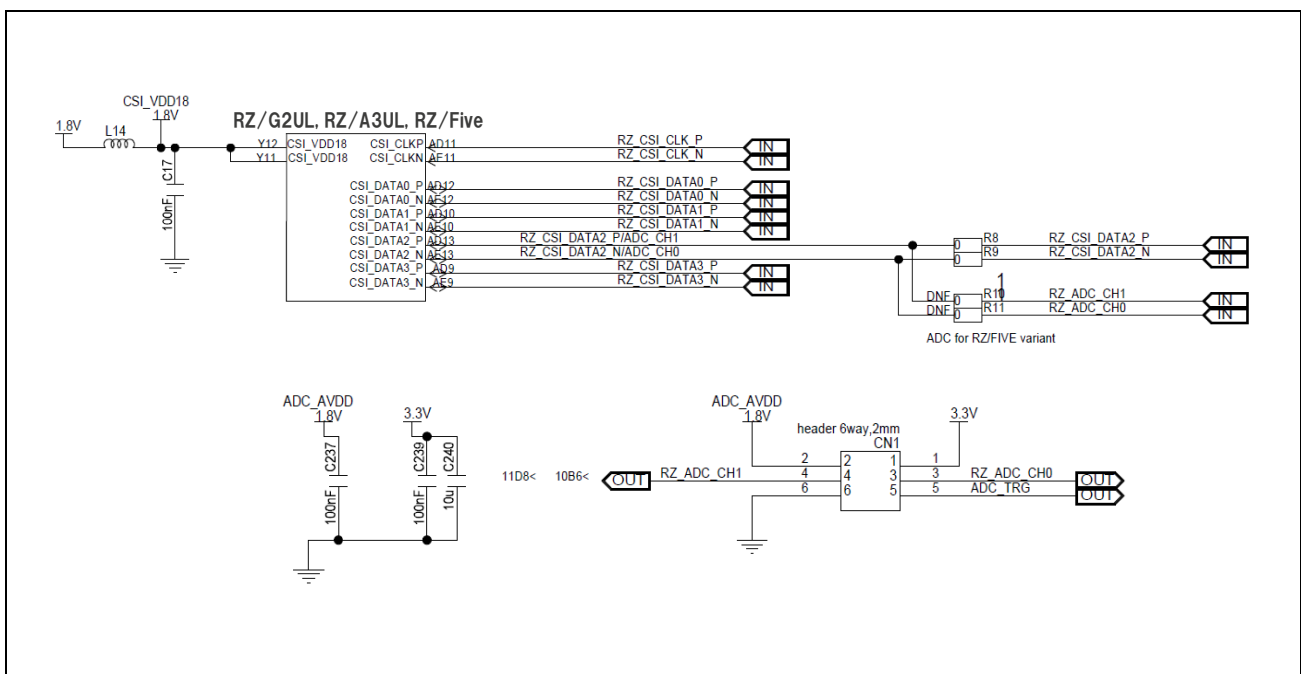 CSI_VDD18
1.8V
1.8V
L14
C17
100nF
RZ/G2UL, RZ/A3UL, RZ/Five
Y12 CSI_VDD18 CSI_CLKP AD11 RZ_CSI_CLK_P IN
Y11 CSI_VDD18 CSI_CLKN AE11 RZ_CSI_CLK_N IN
CSI_DATA0_P AD12 RZ_CSI_DATA0_P IN
CSI_DATA0_N AE12 RZ_CSI_DATA0_N IN
CSI_DATA1_P AD10 RZ_CSI_DATA1_P IN
CSI_DATA1_N AE10 RZ_CSI_DATA1_N IN
CSI_DATA2_P AD13 RZ_CSI_DATA2_P/ADC_CH1 0 R8 RZ_CSI_DATA2_P IN
CSI_DATA2_N AE13 RZ_CSI_DATA2_N/ADC_CH0 0 R9 RZ_CSI_DATA2_N IN
CSI_DATA3_P AD9 RZ_CSI_DATA3_P IN
CSI_DATA3_N AE9 RZ_CSI_DATA3_N IN
1
DNF 0 R10 RZ_ADC_CH1 IN
DNF 0 R11 RZ_ADC_CH0 IN
ADC for RZ/FIVE variant
ADC_AVDD
1.8V
3.3V
C237
100nF
C239
100nF
C240
10u
ADC_AVDD
1.8V
3.3V
header 6way,2mm
CN1
2 2 1 1
11D8< 10B6< OUT RZ_ADC_CH1 4 4 3 3 RZ_ADC_CH0 OUT
6 6 5 5 ADC_TRG OUT